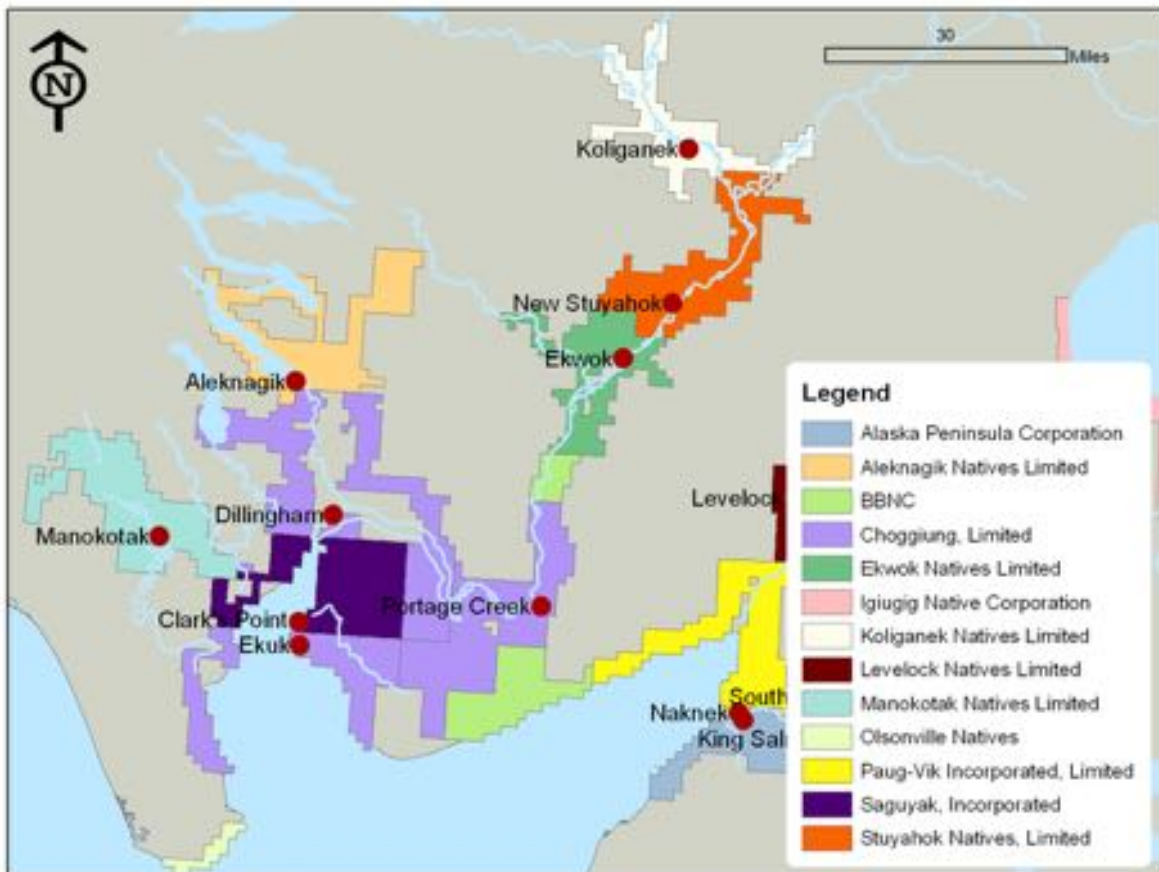 N
30
Miles
Koliganek
New Stuyahok
Ekwok
Aleknagik
Levelock
Dillingham
Manokotak
Portage Creek
Clark's Point
Ekuk
South
Naknek
King Sal
Legend
Alaska Peninsula Corporation
Aleknagik Natives Limited
BBNC
Choggiung, Limited
Ekwok Natives Limited
Igiugig Native Corporation
Koliganek Natives Limited
Levelock Natives Limited
Manokotak Natives Limited
Olsonville Natives
Paug-Vik Incorporated, Limited
Saguyak, Incorporated
Stuyahok Natives, Limited